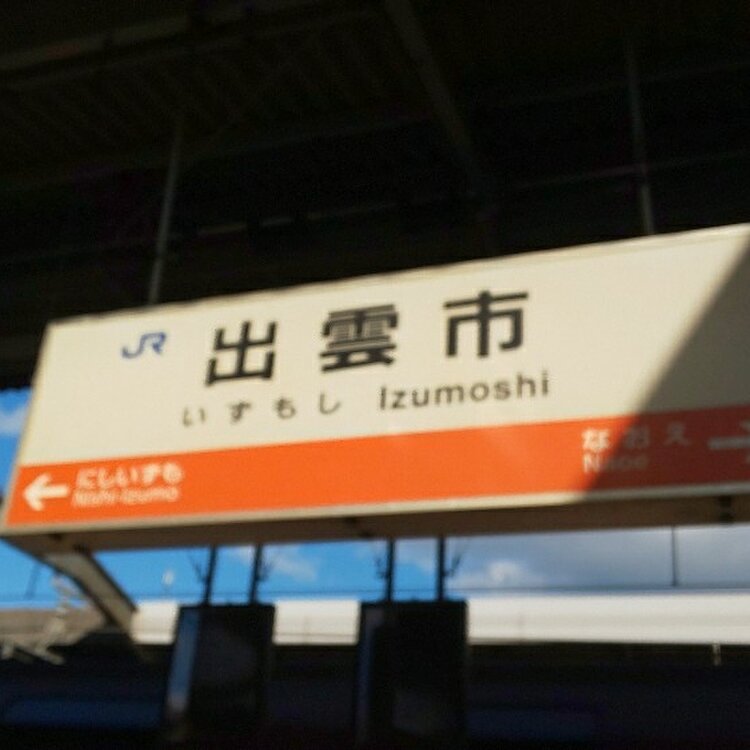 JR 出雲市
いずもし Izumoshi
← にしいずも
Nishi-Izumo
なおえ →
Naoe